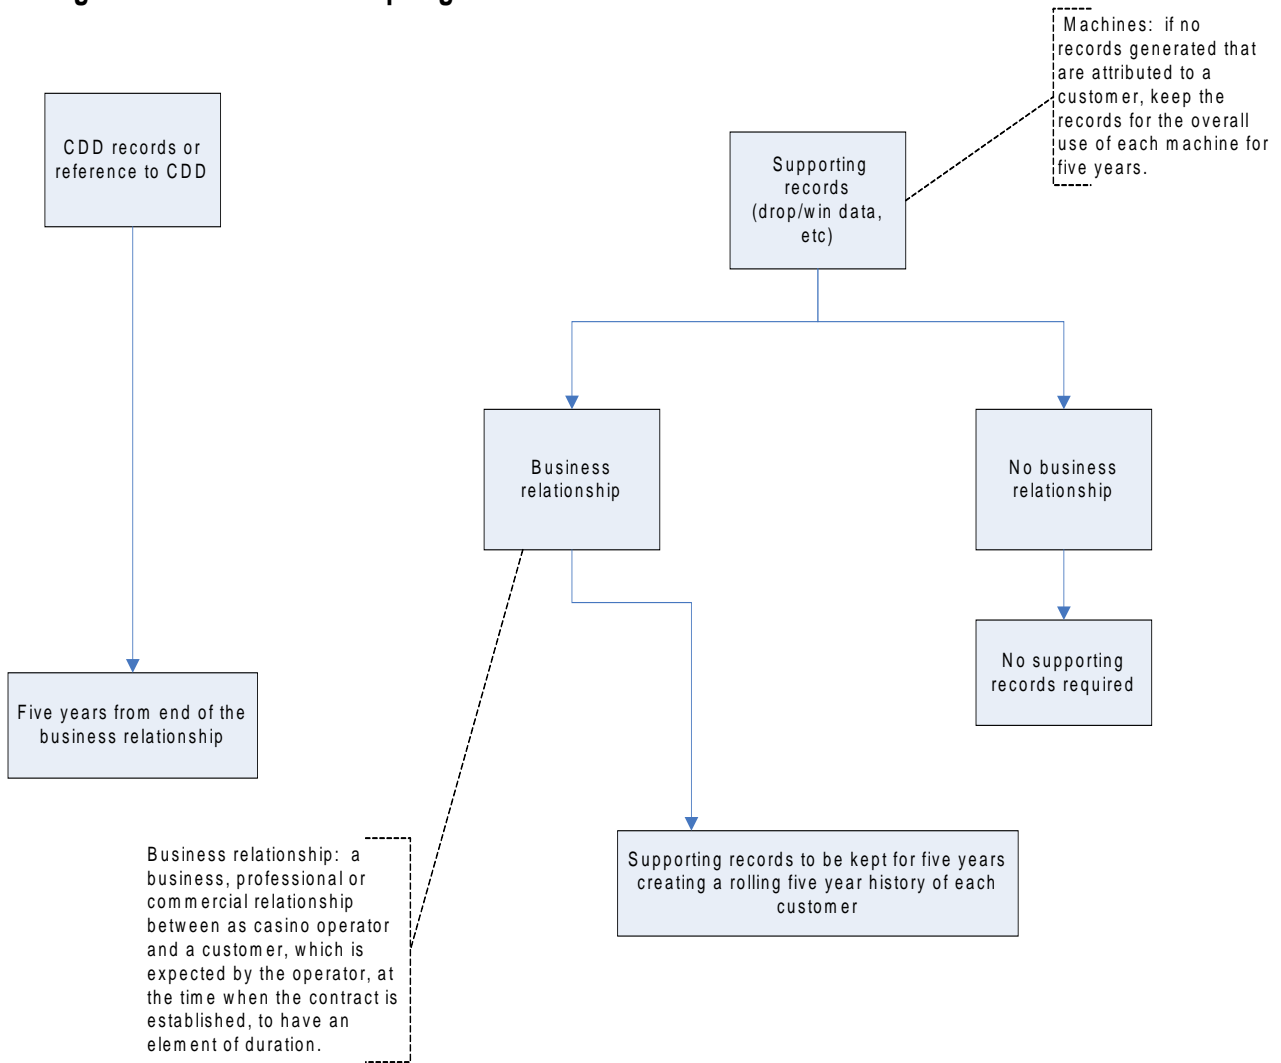 Machines: if no
records generated that
are attributed to a
customer, keep the
records for the overall
use of each machine for
five years.
CDD records or
reference to CDD
Supporting
records
(drop/win data,
etc)
Business
relationship
No business
relationship
No supporting
records required
Five years from end of the
business relationship
Supporting records to be kept for five years
creating a rolling five year history of each
customer
Business relationship: a
business, professional or
commercial relationship
between as casino operator
and a customer, which is
expected by the operator, at
the time when the contract is
established, to have an
element of duration.